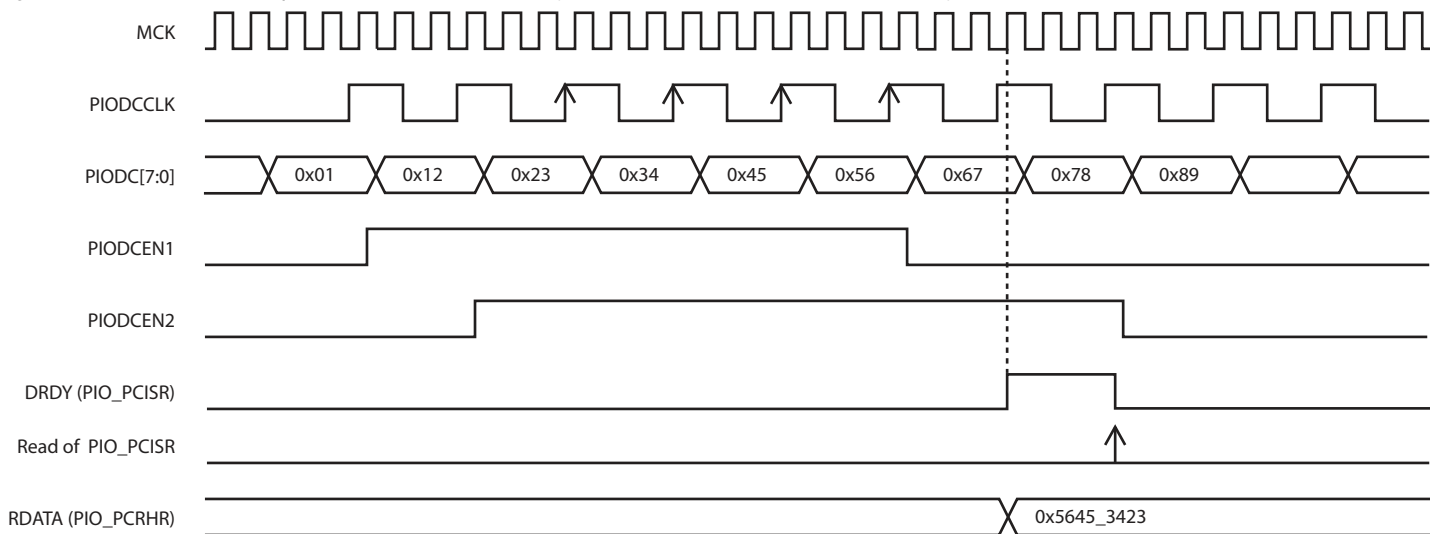 MCK
PIODCCLK
PIODC[7:0] 0x01 0x12 0x23 0x34 0x45 0x56 0x67 0x78 0x89
PIODCEN1
PIODCEN2
DRDY (PIO_PCISR)
Read of PIO_PCISR
RDATA (PIO_PCRHR) 0x5645_3423